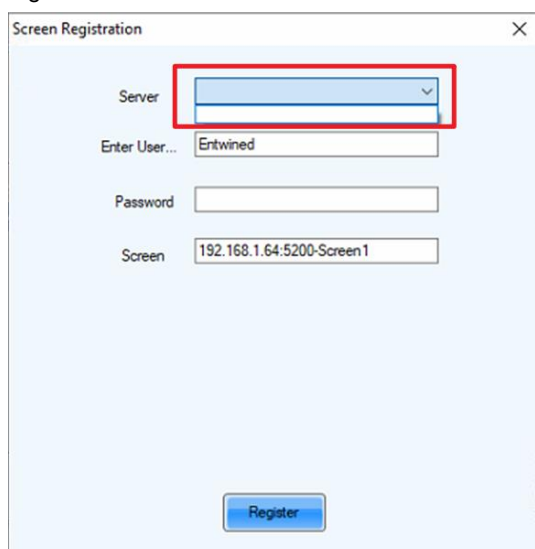 Screen Registration
Server
Enter User... Entwined
Password
Screen 192.168.1.64:5200-Screen1
Register